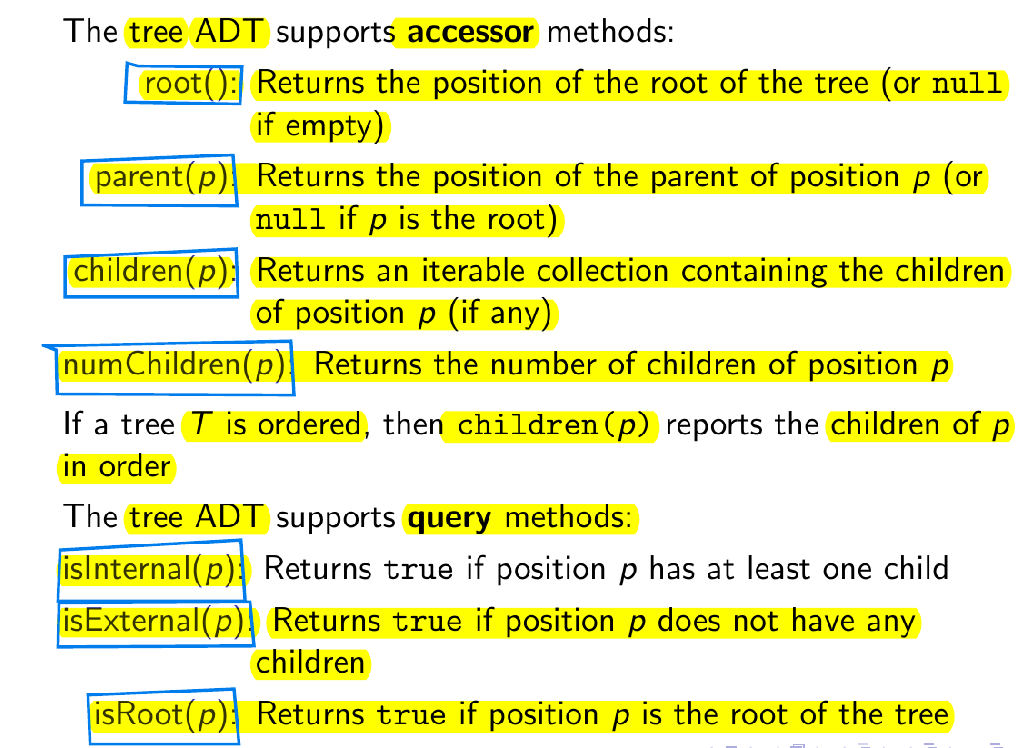 The tree ADT supports accessor methods:
root(): Returns the position of the root of the tree (or null
if empty)
parent(p): Returns the position of the parent of position p (or
null if p is the root)
children(p): Returns an iterable collection containing the children
of position p (if any)
numChildren(p): Returns the number of children of position p
If a tree T is ordered, then children(p) reports the children of p
in order
The tree ADT supports query methods:
isInternal(p): Returns true if position p has at least one child
isExternal(p): Returns true if position p does not have any
children
isRoot(p): Returns true if position p is the root of the tree